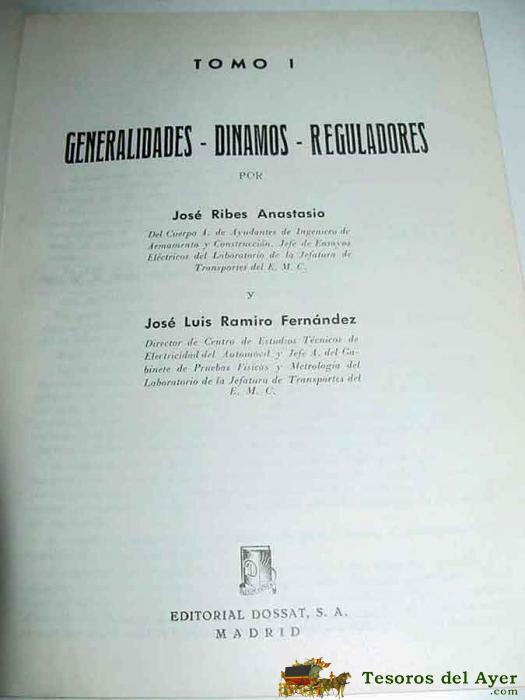 TOMO I
GENERALIDADES - DINAMOS - REGULADORES
POR
José Ribes Anastasio
Del Cuerpo A. de Ayudantes de Ingeniero de
Armamento y Construcción, Jefe de Ensayos
Eléctricos del Laboratorio de la Jefatura de
Transportes del E. M. C.
y
José Luis Ramiro Fernández
Director de Centro de Estudios Técnicos de
Electricidad del Automóvil y Jefe A. del Ga-
binete de Pruebas Físicas y Metrología del
Laboratorio de la Jefatura de Transportes del
E. M. C.
EDITORIAL DOSSAT, S. A.
MADRID
Tesoros del Ayer
.com